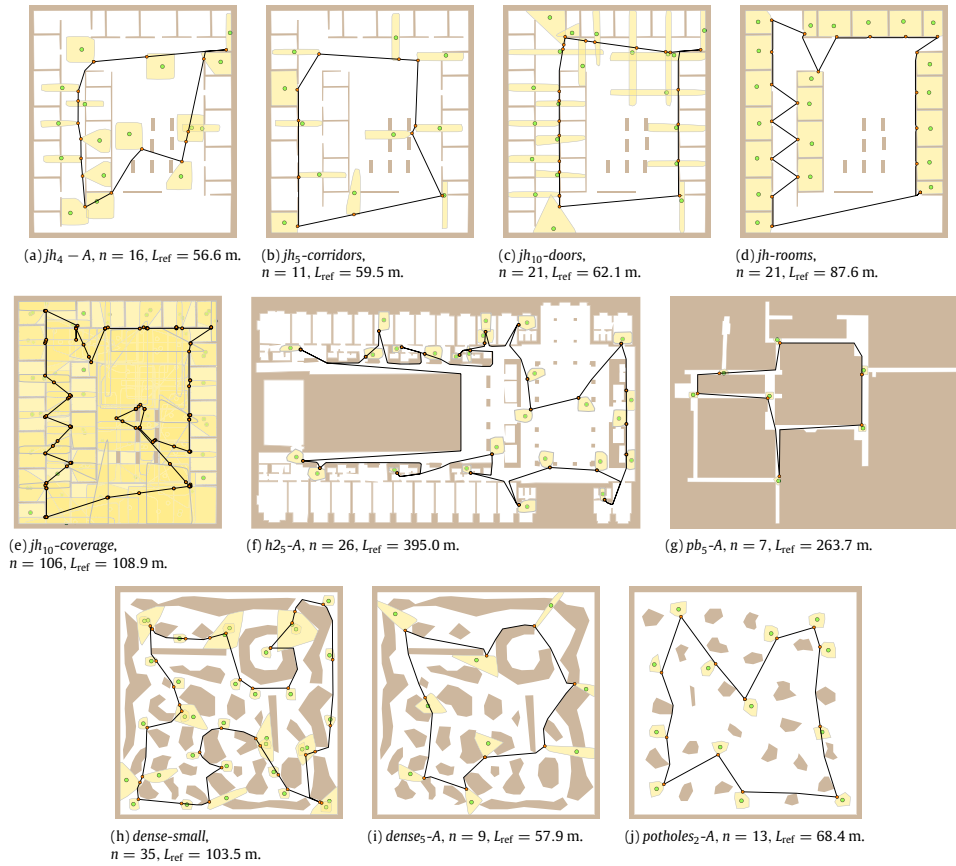 (a) jh₄ − A, n = 16, L_ref = 56.6 m.
(b) jh₅-corridors,
n = 11, L_ref = 59.5 m.
(c) jh₁₀-doors,
n = 21, L_ref = 62.1 m.
(d) jh-rooms,
n = 21, L_ref = 87.6 m.
(e) jh₁₀-coverage,
n = 106, L_ref = 108.9 m.
(f) h2₅-A, n = 26, L_ref = 395.0 m.
(g) pb₅-A, n = 7, L_ref = 263.7 m.
(h) dense-small,
n = 35, L_ref = 103.5 m.
(i) dense₅-A, n = 9, L_ref = 57.9 m.
(j) potholes₂-A, n = 13, L_ref = 68.4 m.